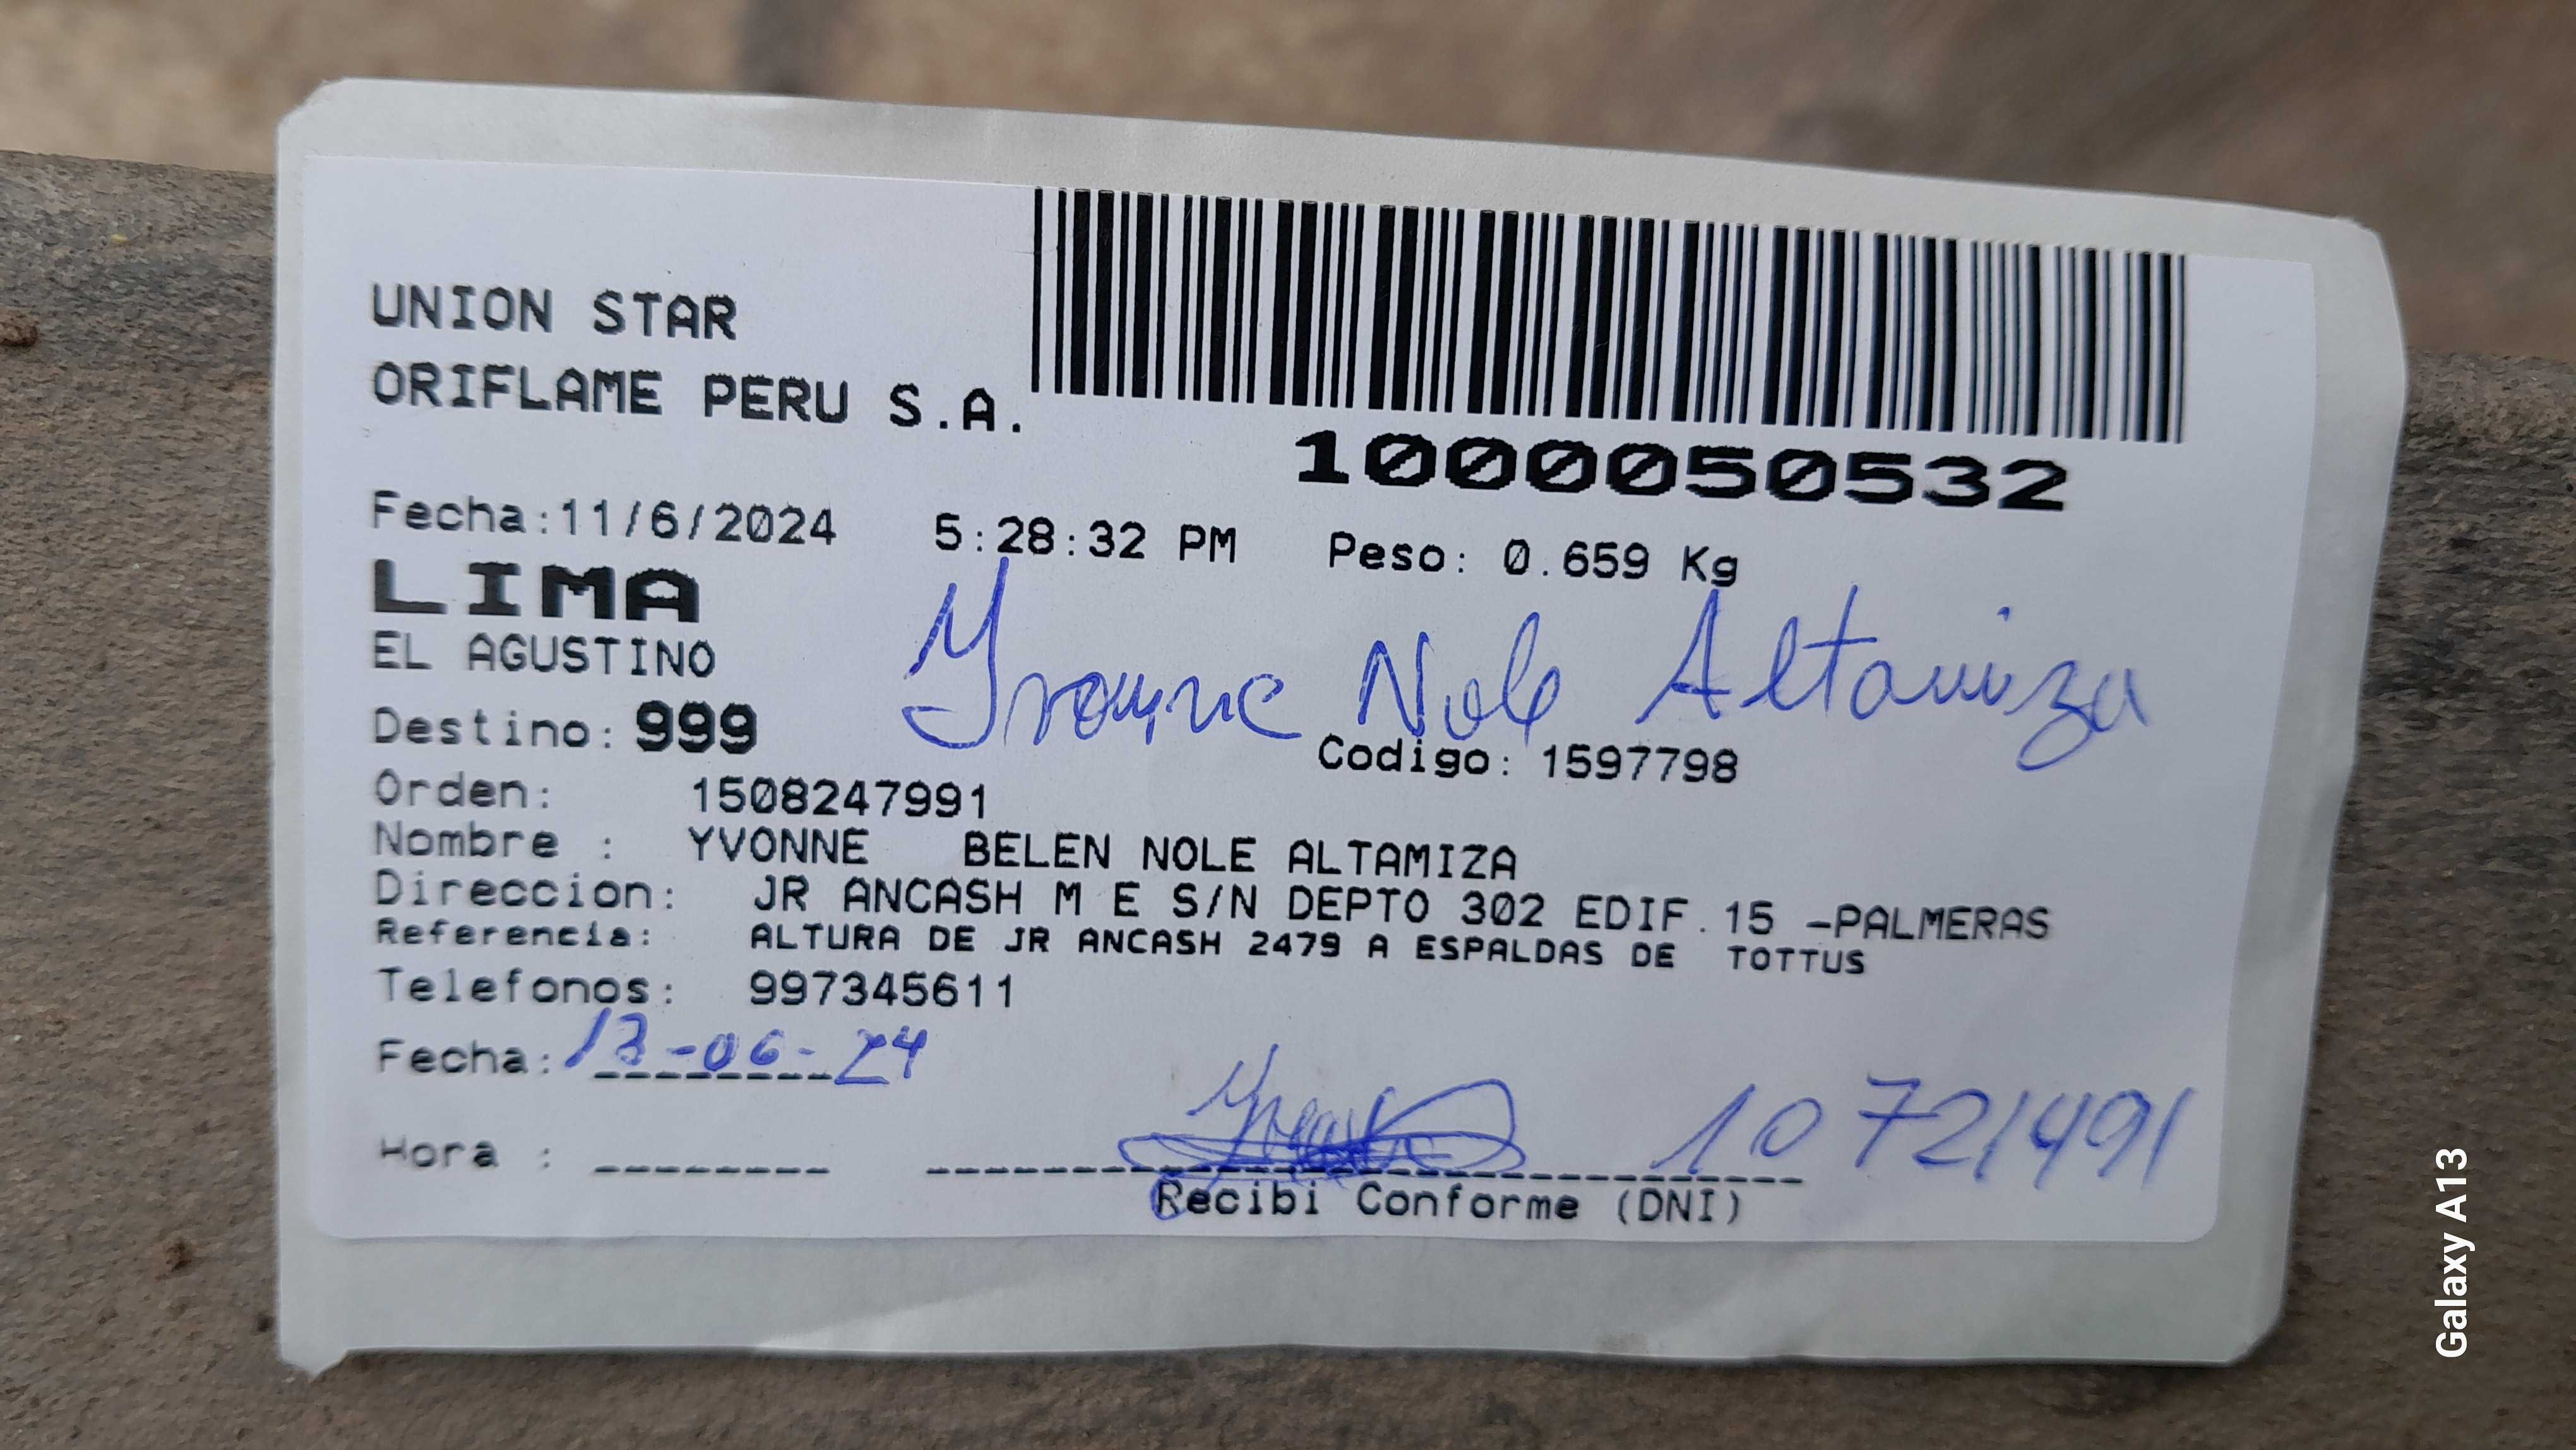 UNION STAR
ORIFLAME PERU S.A.
1000050532
Fecha:11/6/2024 5:28:32 PM Peso: 0.659 Kg
LIMA
EL AGUSTINO
Yvonne Nole Altamiza
Destino: 999
Codigo: 1597798
Orden: 1508247991
Nombre : YVONNE BELEN NOLE ALTAMIZA
Direccion: JR ANCASH M E S/N DEPTO 302 EDIF.15 -PALMERAS
Referencia: ALTURA DE JR ANCASH 2479 A ESPALDAS DE TOTTUS
Telefonos: 997345611
Fecha: 13-06-24
10721491
Hora :
Recibi Conforme (DNI)
Galaxy A13